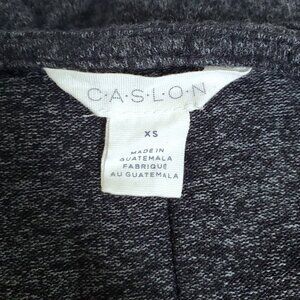 C·A·S·L·O·N
XS
MADE IN
GUATEMALA
FABRIQUÉ
AU GUATEMALA